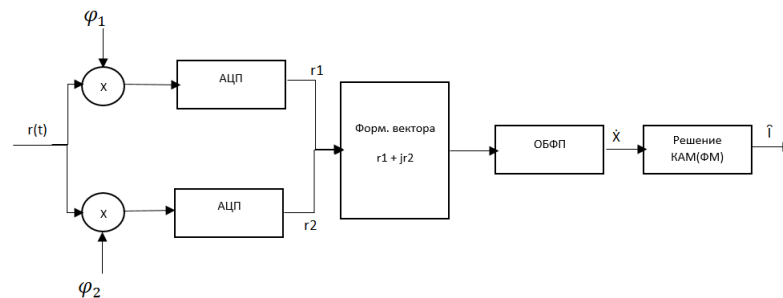 φ₁
r(t)
X
АЦП
r1
Форм. вектора
r1 + jr2
ОБФП
Ẋ
Решение
КАМ(ФМ)
Î
X
АЦП
r2
φ₂